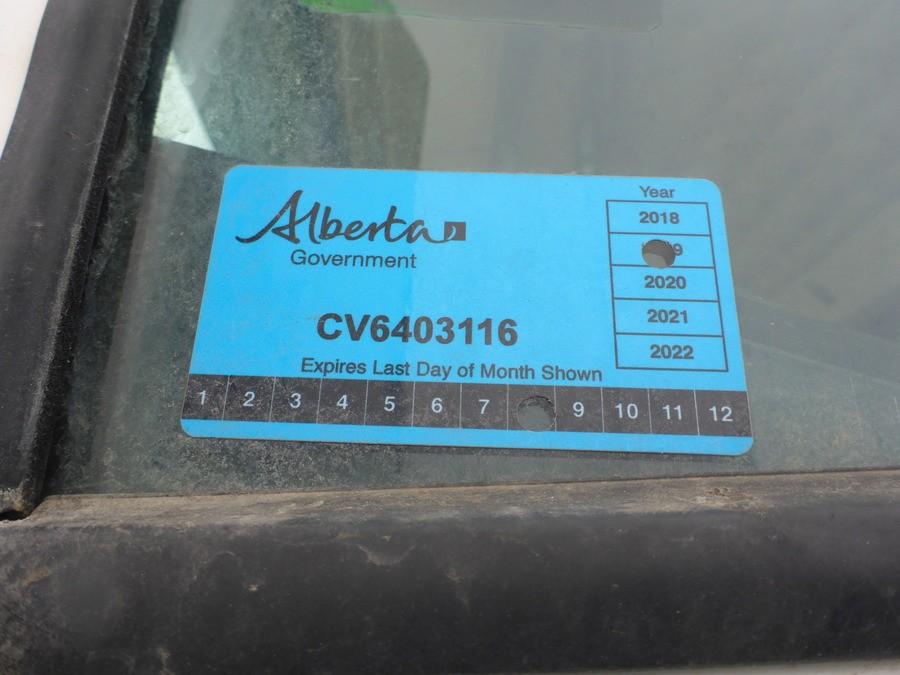 Alberta
Government
Year
2018
9
2020
2021
2022
CV6403116
Expires Last Day of Month Shown
1 2 3 4 5 6 7 9 10 11 12